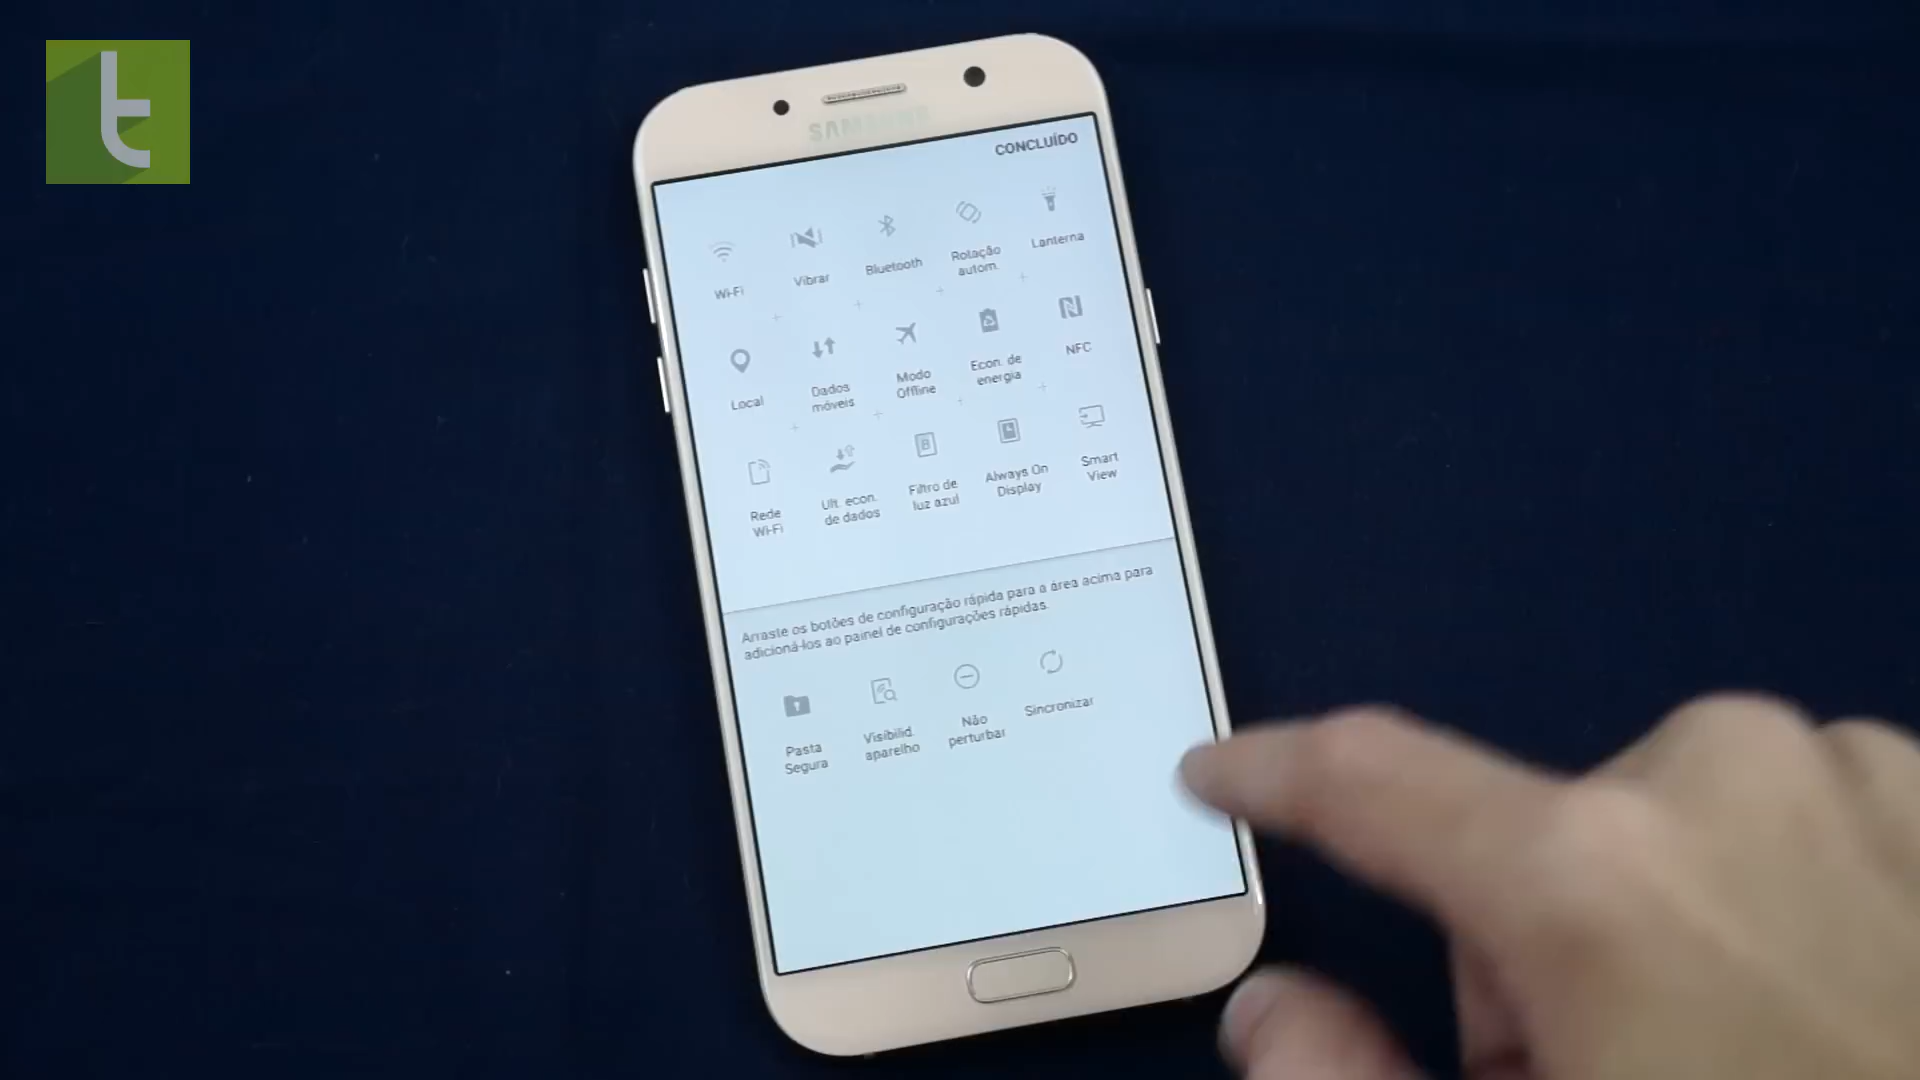 t
SAMSUNG
CONCLUÍDO
Wi-Fi
Vibrar
Bluetooth
Rotação
autom.
Lanterna
Local
Dados
móveis
Modo
Offline
Econ. de
energia
NFC
Rede
Wi-Fi
Ult. econ.
de dados
B
Filtro de
luz azul
Always On
Display
Smart
View
Arraste os botões de configuração rápida para a área acima para
adicioná-los ao painel de configurações rápidas.
Pasta
Segura
Visibilid.
aparelho
Não
perturbar
Sincronizar